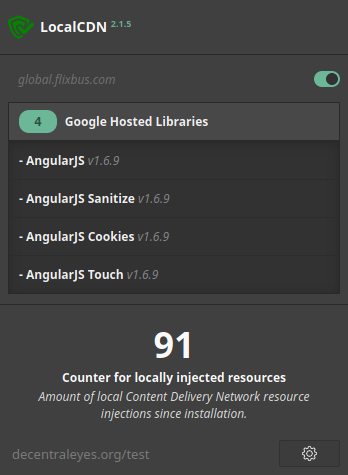 LocalCDN 2.1.5
global.flixbus.com
4 Google Hosted Libraries
- AngularJS v1.6.9
- AngularJS Sanitize v1.6.9
- AngularJS Cookies v1.6.9
- AngularJS Touch v1.6.9
91
Counter for locally injected resources
Amount of local Content Delivery Network resource
injections since installation.
decentraleyes.org/test